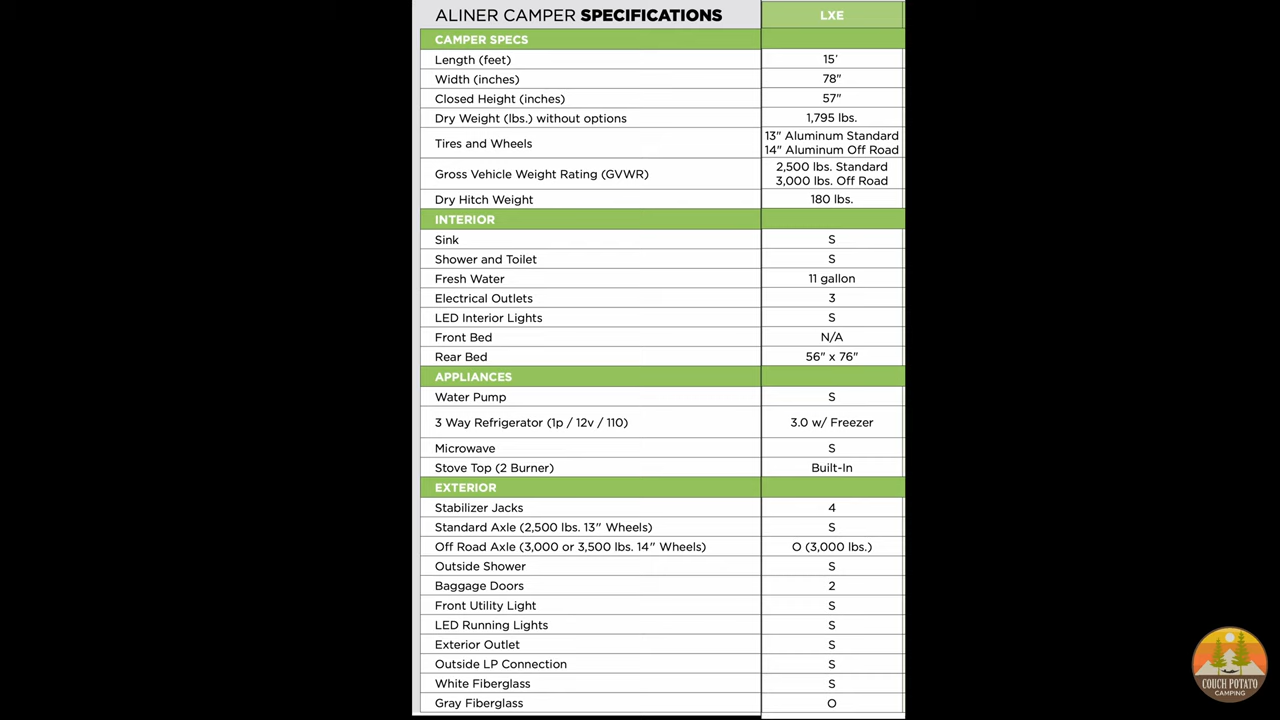 ALINER CAMPER SPECIFICATIONS LXE
CAMPER SPECS
Length (feet) 15'
Width (inches) 78"
Closed Height (inches) 57"
Dry Weight (lbs.) without options 1,795 lbs.
Tires and Wheels 13" Aluminum Standard
14" Aluminum Off Road
Gross Vehicle Weight Rating (GVWR) 2,500 lbs. Standard
3,000 lbs. Off Road
Dry Hitch Weight 180 lbs.
INTERIOR
Sink S
Shower and Toilet S
Fresh Water 11 gallon
Electrical Outlets 3
LED Interior Lights S
Front Bed N/A
Rear Bed 56" x 76"
APPLIANCES
Water Pump S
3 Way Refrigerator (1p / 12v / 110) 3.0 w/ Freezer
Microwave S
Stove Top (2 Burner) Built-In
EXTERIOR
Stabilizer Jacks 4
Standard Axle (2,500 lbs. 13" Wheels) S
Off Road Axle (3,000 or 3,500 lbs. 14" Wheels) O (3,000 lbs.)
Outside Shower S
Baggage Doors 2
Front Utility Light S
LED Running Lights S
Exterior Outlet S
Outside LP Connection S
White Fiberglass S
Gray Fiberglass O
COUCH POTATO
CAMPING